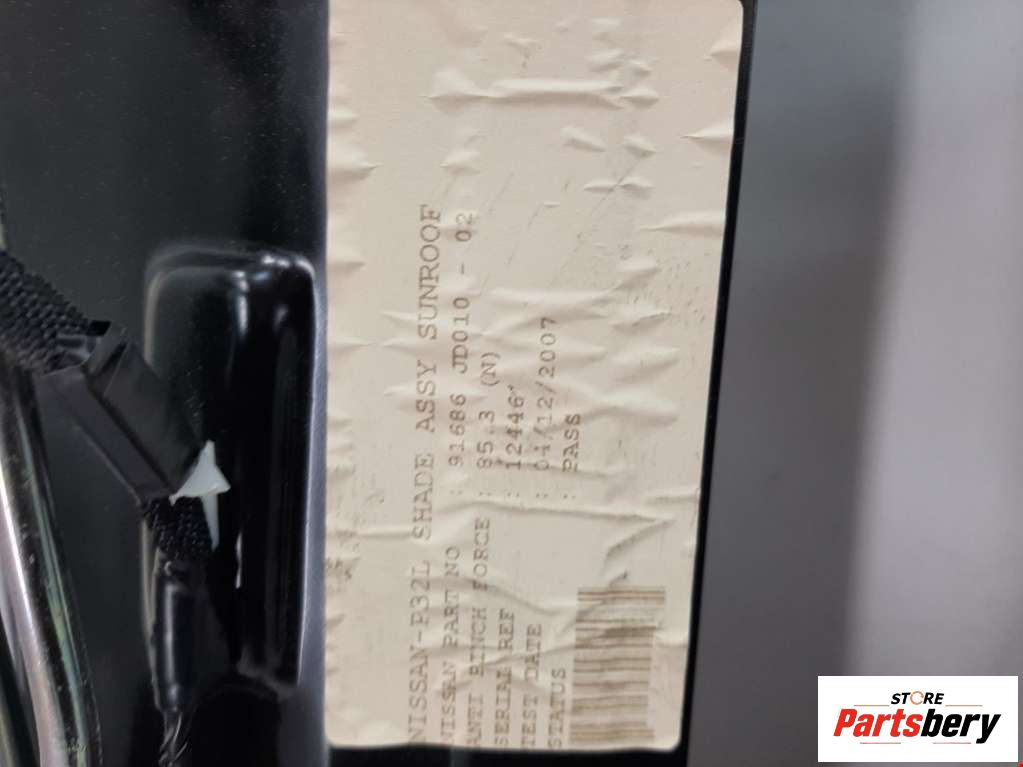 NISSAN-P32L SHADE ASSY SUNROOF
NISSAN PART NO : 91686 JD010 - 02
ANTI PINCH FORCE : 85.3 (N)
SERIAL REF : 12446
TEST DATE : 04/12/2007
STATUS : PASS
STORE
Partsbery